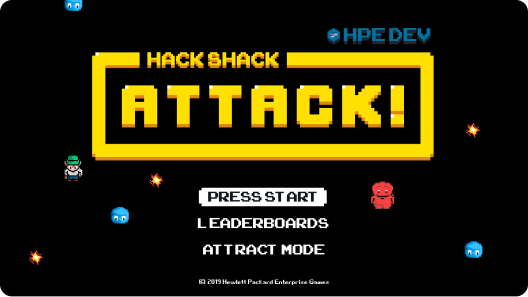 HPE DEV
HACK SHACK
ATTACK!
PRESS START
LEADERBOARDS
ATTRACT MODE
© 2019 Hewlett Packard Enterprise Games